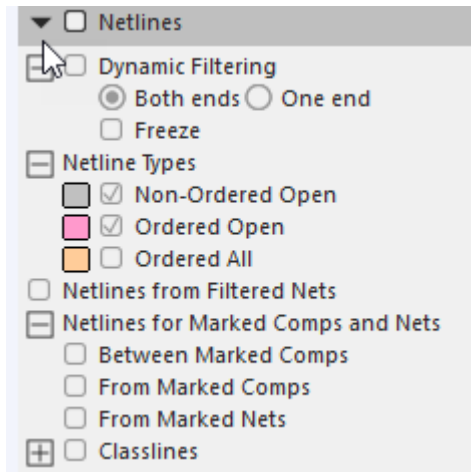 Netlines
Dynamic Filtering
Both ends One end
Freeze
Netline Types
Non-Ordered Open
Ordered Open
Ordered All
Netlines from Filtered Nets
Netlines for Marked Comps and Nets
Between Marked Comps
From Marked Comps
From Marked Nets
Classlines